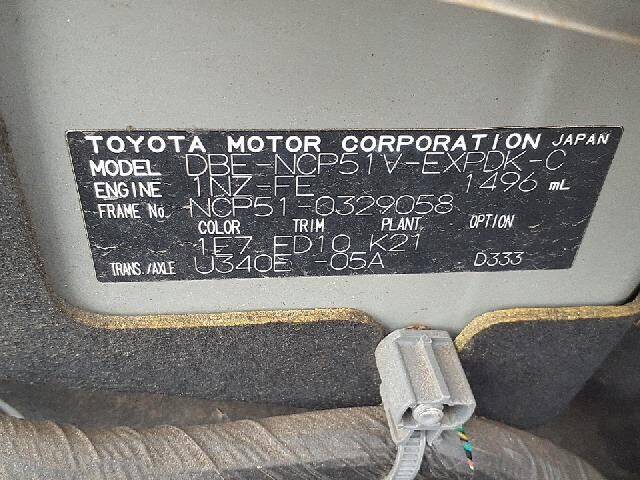 TOYOTA MOTOR CORPORATION JAPAN
MODEL DBE-NCP51V-EXPDK-C
ENGINE 1NZ-FE 1496 mL
FRAME No. NCP51-0329058
COLOR TRIM PLANT OPTION
1E7 FD10 K21
TRANS./AXLE U340E -05A D333